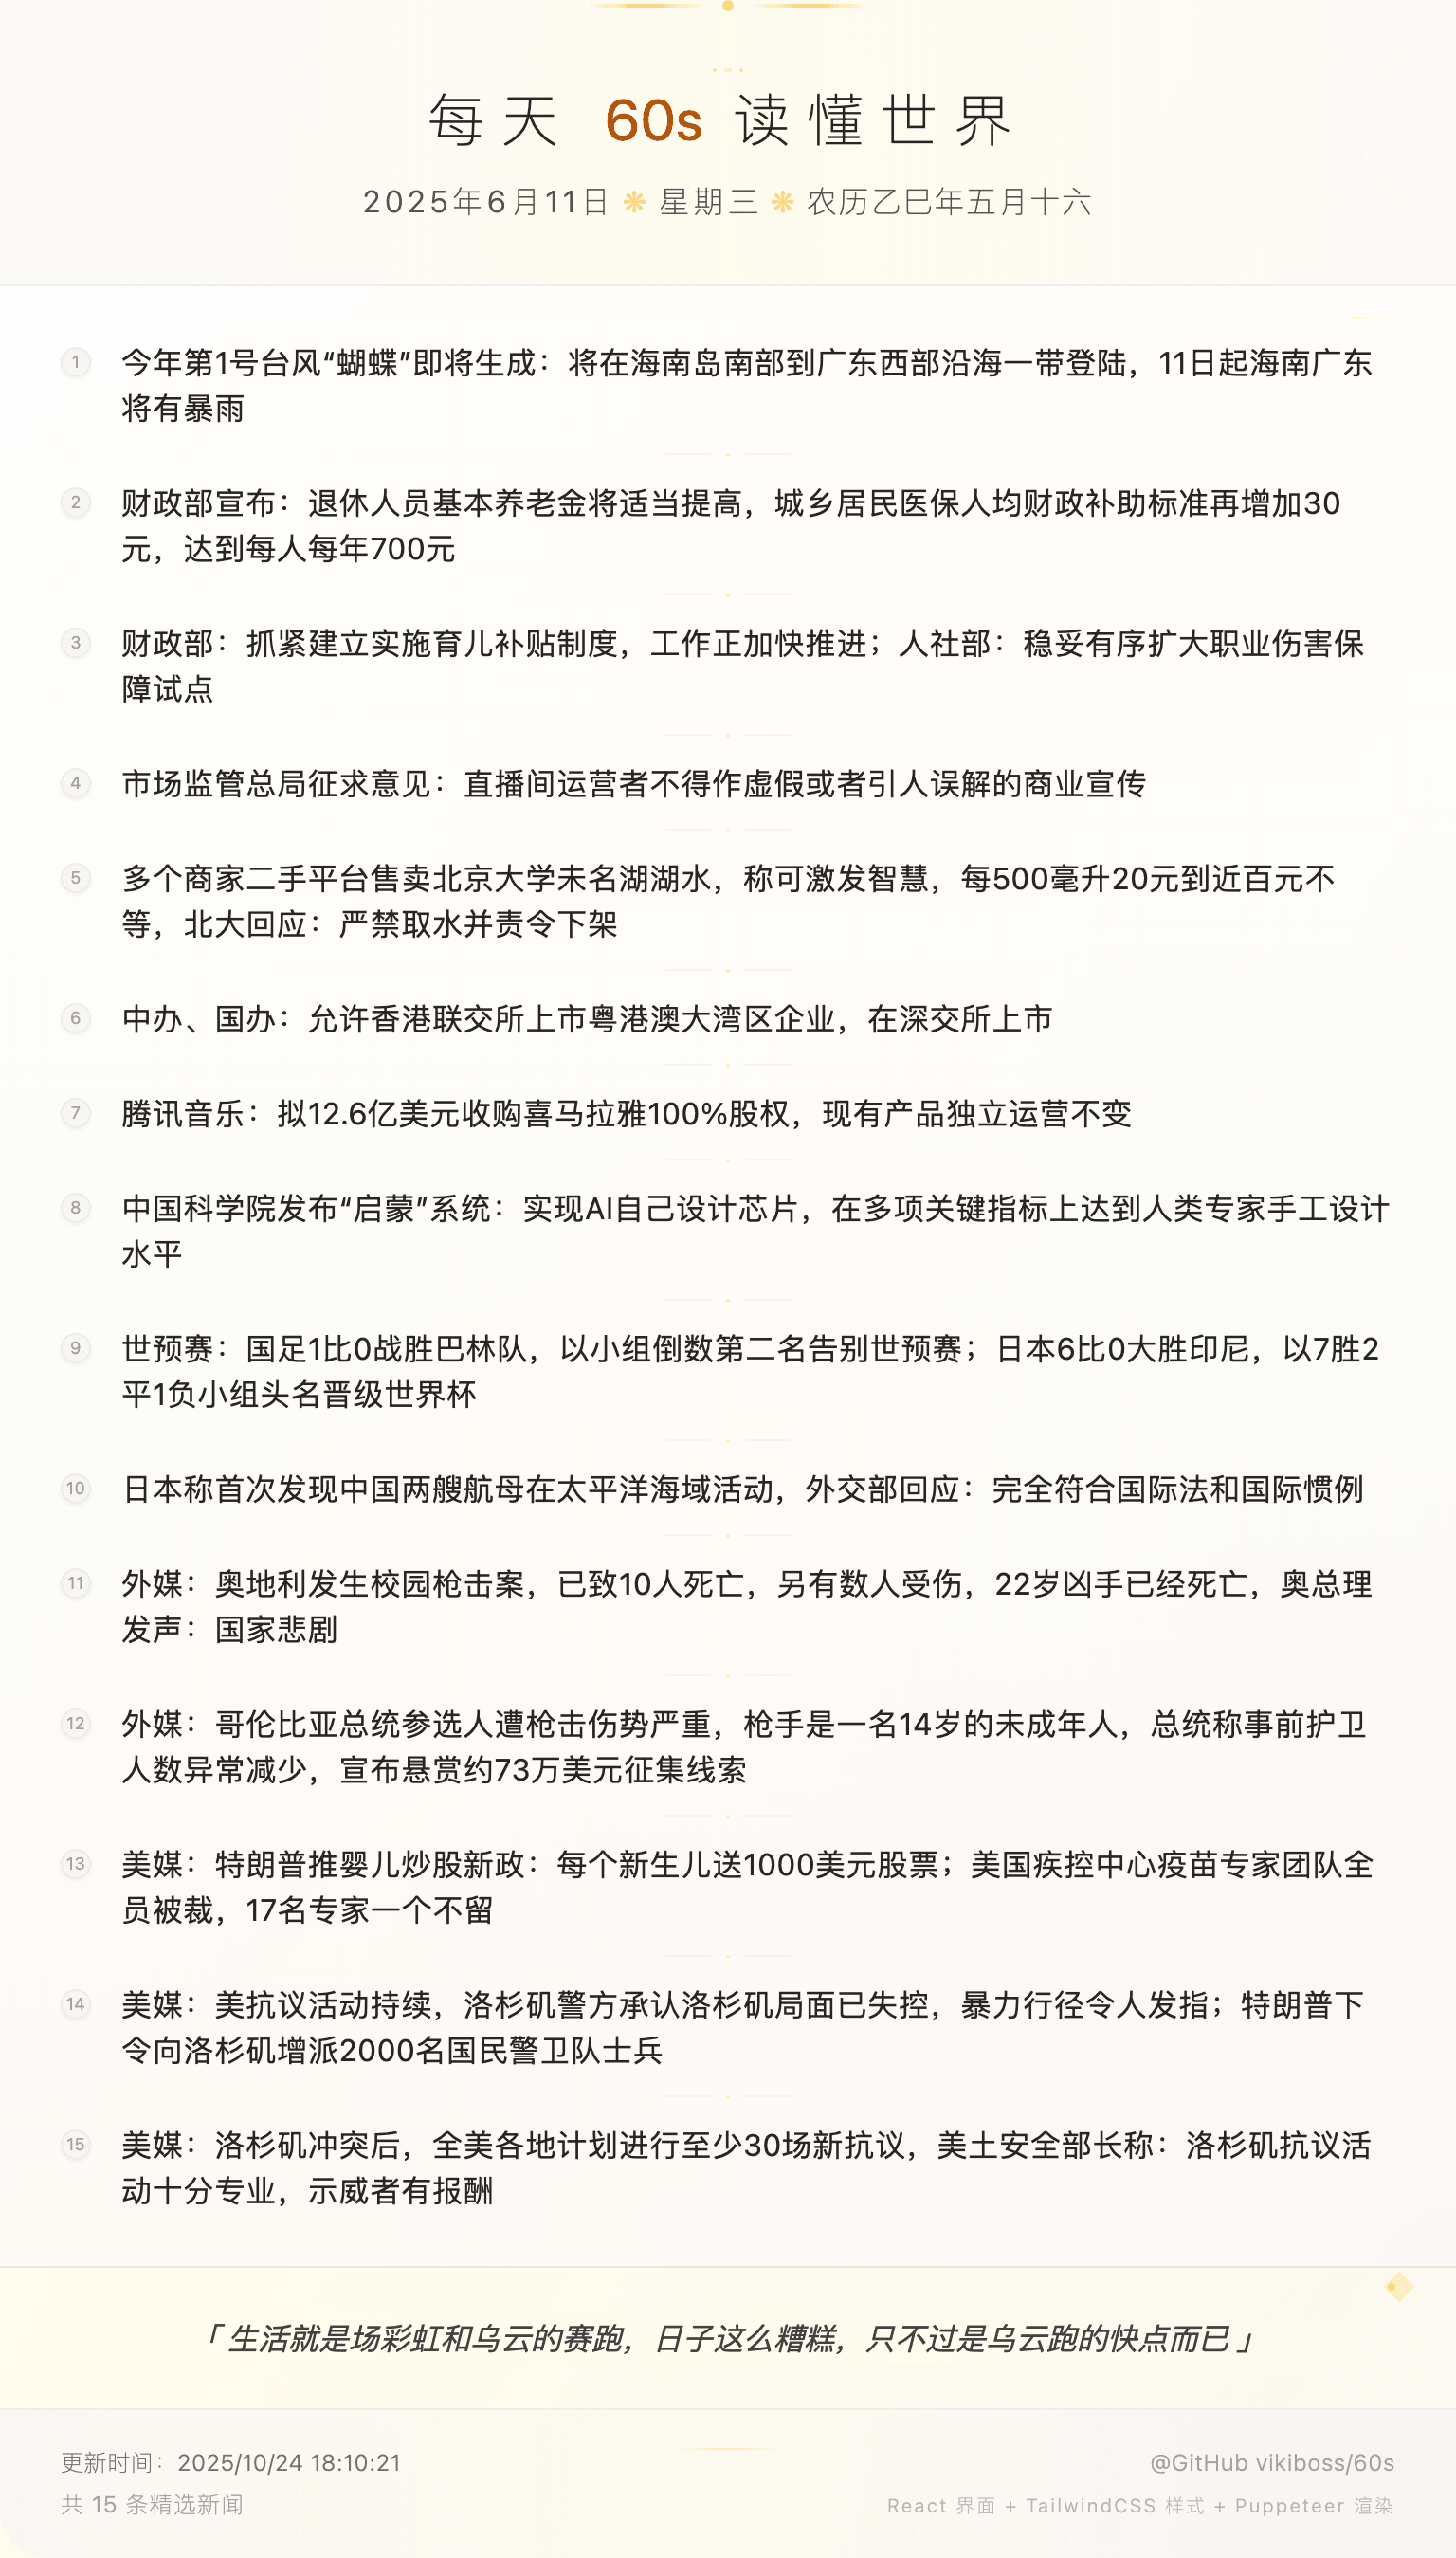 每天 60s 读懂世界
2025年6月11日 ❋ 星期三 ❋ 农历乙巳年五月十六
1 今年第1号台风“蝴蝶”即将生成：将在海南岛南部到广东西部沿海一带登陆，11日起海南广东
将有暴雨
2 财政部宣布：退休人员基本养老金将适当提高，城乡居民医保人均财政补助标准再增加30
元，达到每人每年700元
3 财政部：抓紧建立实施育儿补贴制度，工作正加快推进；人社部：稳妥有序扩大职业伤害保
障试点
4 市场监管总局征求意见：直播间运营者不得作虚假或者引人误解的商业宣传
5 多个商家二手平台售卖北京大学未名湖湖水，称可激发智慧，每500毫升20元到近百元不
等，北大回应：严禁取水并责令下架
6 中办、国办：允许香港联交所上市粤港澳大湾区企业，在深交所上市
7 腾讯音乐：拟12.6亿美元收购喜马拉雅100%股权，现有产品独立运营不变
8 中国科学院发布“启蒙”系统：实现AI自己设计芯片，在多项关键指标上达到人类专家手工设计
水平
9 世预赛：国足1比0战胜巴林队，以小组倒数第二名告别世预赛；日本6比0大胜印尼，以7胜2
平1负小组头名晋级世界杯
10 日本称首次发现中国两艘航母在太平洋海域活动，外交部回应：完全符合国际法和国际惯例
11 外媒：奥地利发生校园枪击案，已致10人死亡，另有数人受伤，22岁凶手已经死亡，奥总理
发声：国家悲剧
12 外媒：哥伦比亚总统参选人遭枪击伤势严重，枪手是一名14岁的未成年人，总统称事前护卫
人数异常减少，宣布悬赏约73万美元征集线索
13 美媒：特朗普推婴儿炒股新政：每个新生儿送1000美元股票；美国疾控中心疫苗专家团队全
员被裁，17名专家一个不留
14 美媒：美抗议活动持续，洛杉矶警方承认洛杉矶局面已失控，暴力行径令人发指；特朗普下
令向洛杉矶增派2000名国民警卫队士兵
15 美媒：洛杉矶冲突后，全美各地计划进行至少30场新抗议，美土安全部长称：洛杉矶抗议活
动十分专业，示威者有报酬
「 生活就是场彩虹和乌云的赛跑，日子这么糟糕，只不过是乌云跑的快点而已 」
更新时间：2025/10/24 18:10:21
共 15 条精选新闻
@GitHub vikiboss/60s
React 界面 + TailwindCSS 样式 + Puppeteer 渲染